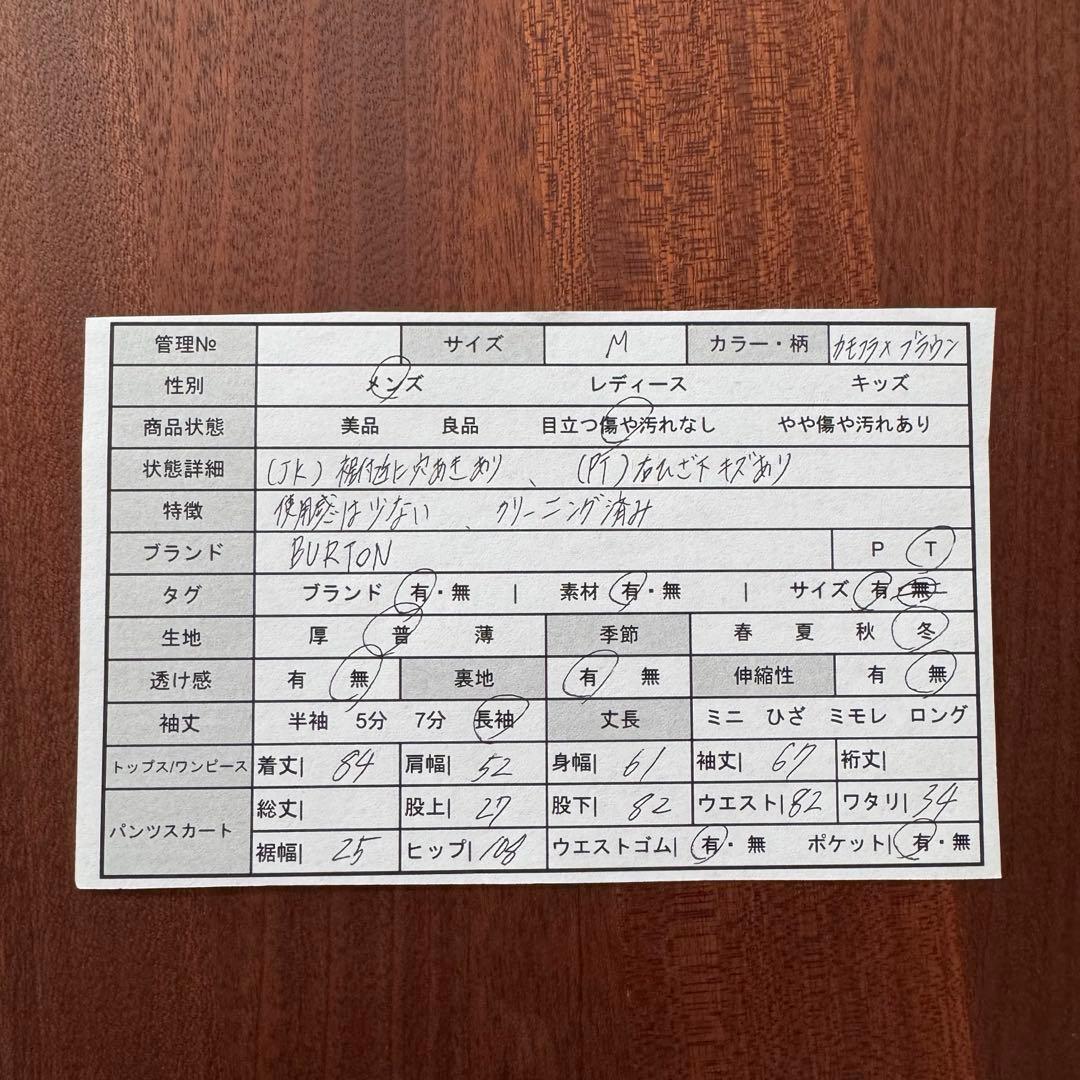 管理№ サイズ M カラー・柄 カモフラ×ブラウン
性別 メンズ レディース キッズ
商品状態 美品 良品 目立つ傷や汚れなし やや傷や汚れあり
状態詳細 (JK) 裾付近に穴あきあり 、 (PT) 右ひざ下キズあり
特徴 使用感は少ない 、 クリーニング済み
ブランド BURTON P T
タグ ブランド 有・無 | 素材 有・無 | サイズ 有・無
生地 厚 普 薄 季節 春 夏 秋 冬
透け感 有 無 裏地 有 無 伸縮性 有 無
袖丈 半袖 5分 7分 長袖 丈長 ミニ ひざ ミモレ ロング
トップス/ワンピース 着丈| 84 肩幅| 52 身幅| 61 袖丈| 67 裄丈|
パンツスカート 総丈| 股上| 27 股下| 82 ウエスト| 82 ワタリ| 34
裾幅| 25 ヒップ| 108 ウエストゴム| 有・無 ポケット| 有・無